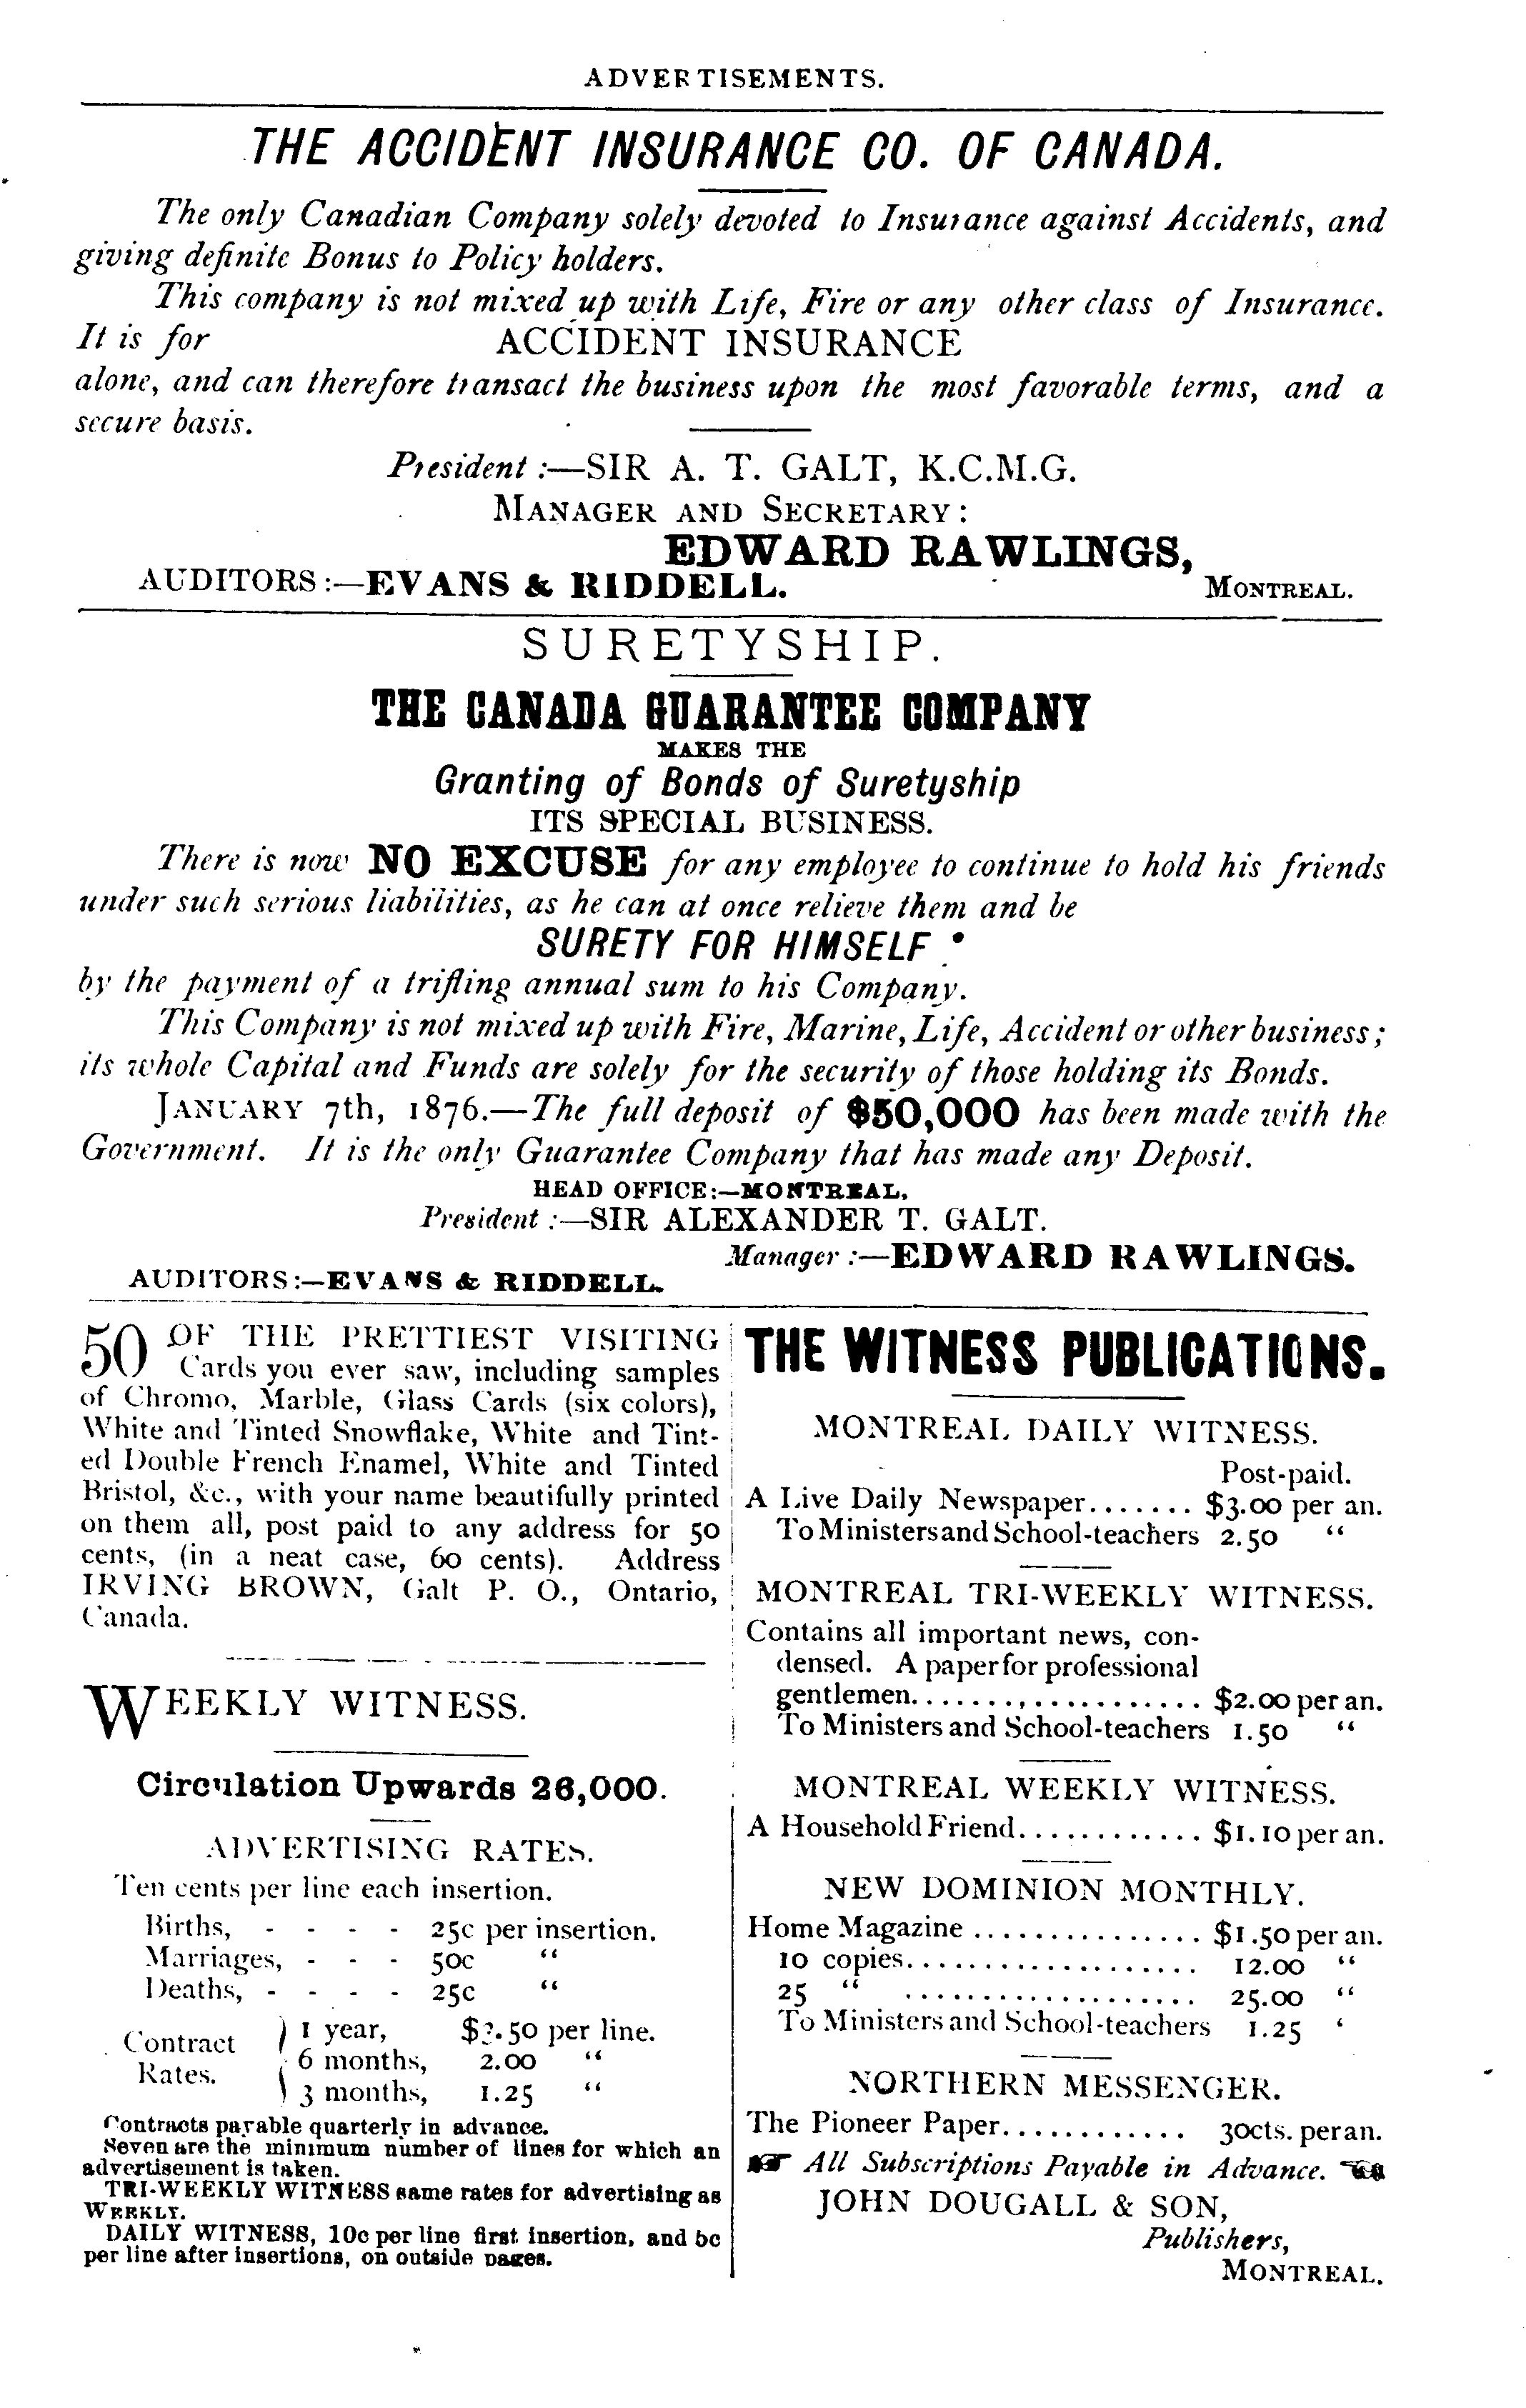 ADVERTISEMENTS.
THE ACCIDENT INSURANCE CO. OF CANADA.
The only Canadian Company solely devoted to Insurance against Accidents, and
giving definite Bonus to Policy holders.
This company is not mixed up with Life, Fire or any other class of Insurance.
It is for ACCIDENT INSURANCE
alone, and can therefore transact the business upon the most favorable terms, and a
secure basis.
President :—SIR A. T. GALT, K.C.M.G.
MANAGER AND SECRETARY:
EDWARD RAWLINGS,
AUDITORS :—EVANS & RIDDELL. MONTREAL.
SURETYSHIP.
THE CANADA GUARANTEE COMPANY
MAKES THE
Granting of Bonds of Suretyship
ITS SPECIAL BUSINESS.
There is now NO EXCUSE for any employee to continue to hold his friends
under such serious liabilities, as he can at once relieve them and be
SURETY FOR HIMSELF
by the payment of a trifling annual sum to his Company.
This Company is not mixed up with Fire, Marine, Life, Accident or other business;
its whole Capital and Funds are solely for the security of those holding its Bonds.
JANUARY 7th, 1876.—The full deposit of $50,000 has been made with the
Government. It is the only Guarantee Company that has made any Deposit.
HEAD OFFICE:—MONTREAL.
President :—SIR ALEXANDER T. GALT.
Manager :—EDWARD RAWLINGS.
AUDITORS:—EVANS & RIDDELL.
50 OF THE PRETTIEST VISITING
Cards you ever saw, including samples
of Chromo, Marble, Glass Cards (six colors),
White and Tinted Snowflake, White and Tint-
ed Double French Enamel, White and Tinted
Bristol, &c., with your name beautifully printed
on them all, post paid to any address for 50
cents, (in a neat case, 60 cents). Address
IRVING BROWN, Galt P. O., Ontario,
Canada.
WEEKLY WITNESS.
Circulation Upwards 26,000.
ADVERTISING RATES.
Ten cents per line each insertion.
Births, - - - - 25c per insertion.
Marriages, - - - 50c "
Deaths, - - - - 25c "
Contract Rates.
1 year, $3.50 per line.
6 months, 2.00 "
3 months, 1.25 "
Contracts payable quarterly in advance.
Seven are the minimum number of lines for which an
advertisement is taken.
TRI-WEEKLY WITNESS same rates for advertising as
WEEKLY.
DAILY WITNESS, 10c per line first insertion, and 5c
per line after insertions, on outside pages.
THE WITNESS PUBLICATIONS.
MONTREAL DAILY WITNESS.
Post-paid.
A Live Daily Newspaper....... $3.00 per an.
To Ministers and School-teachers 2.50 "
MONTREAL TRI-WEEKLY WITNESS.
Contains all important news, con-
densed. A paper for professional
gentlemen.................... $2.00 per an.
To Ministers and School-teachers 1.50 "
MONTREAL WEEKLY WITNESS.
A Household Friend............. $1.10 per an.
NEW DOMINION MONTHLY.
Home Magazine ............... $1.50 per an.
10 copies.................... 12.00 "
25 " ................... 25.00 "
To Ministers and School-teachers 1.25 "
NORTHERN MESSENGER.
The Pioneer Paper............ 30cts. per an.
☞ All Subscriptions Payable in Advance. ☜
JOHN DOUGALL & SON,
Publishers,
MONTREAL.